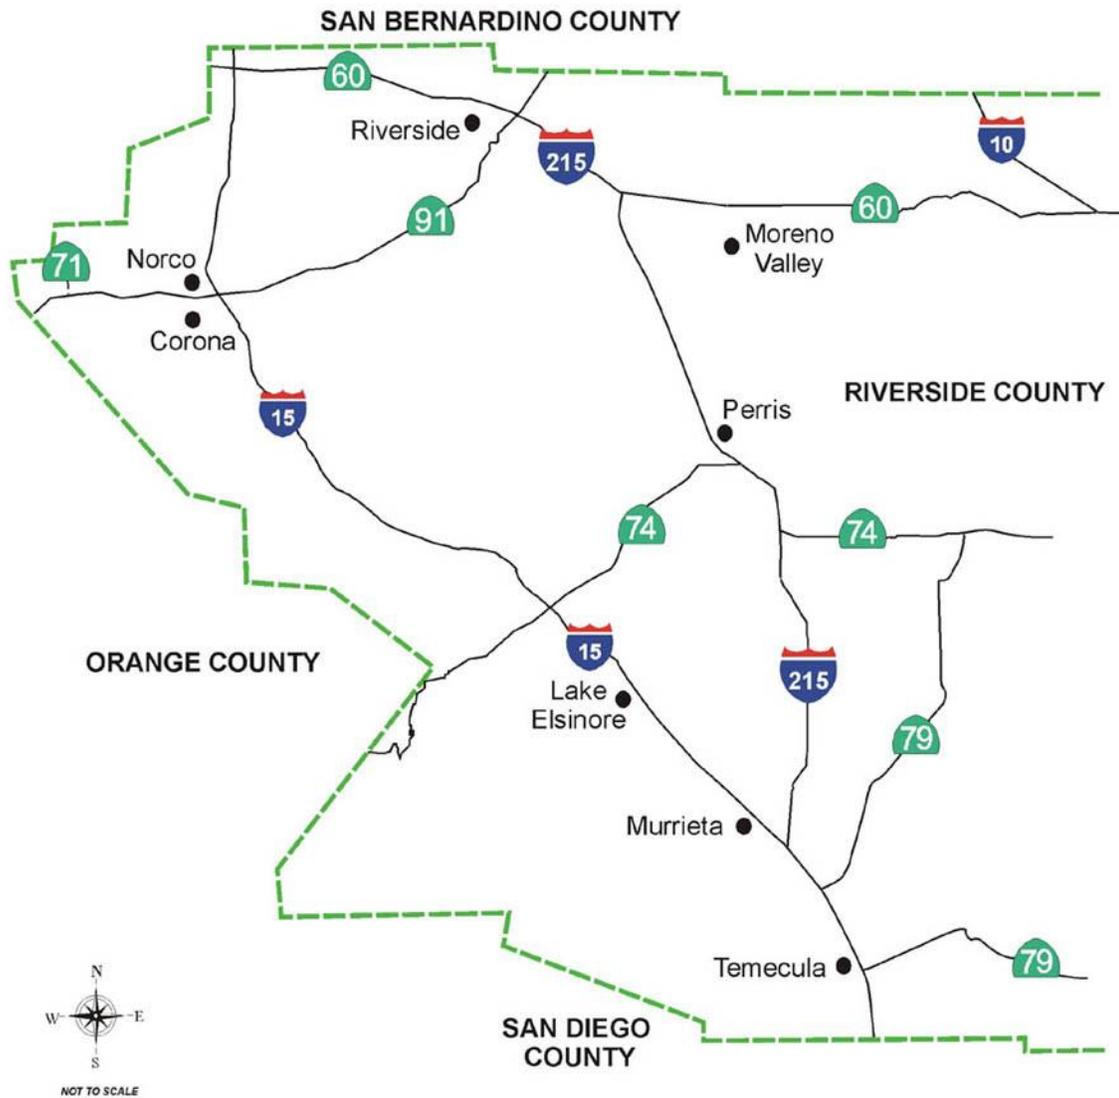 SAN BERNARDINO COUNTY
60
Riverside
215
10
91
60
Moreno
Valley
71
Norco
Corona
RIVERSIDE COUNTY
15
Perris
74
74
ORANGE COUNTY
15
215
Lake
Elsinore
79
Murrieta
Temecula
79
N
W
E
S
SAN DIEGO
COUNTY
NOT TO SCALE